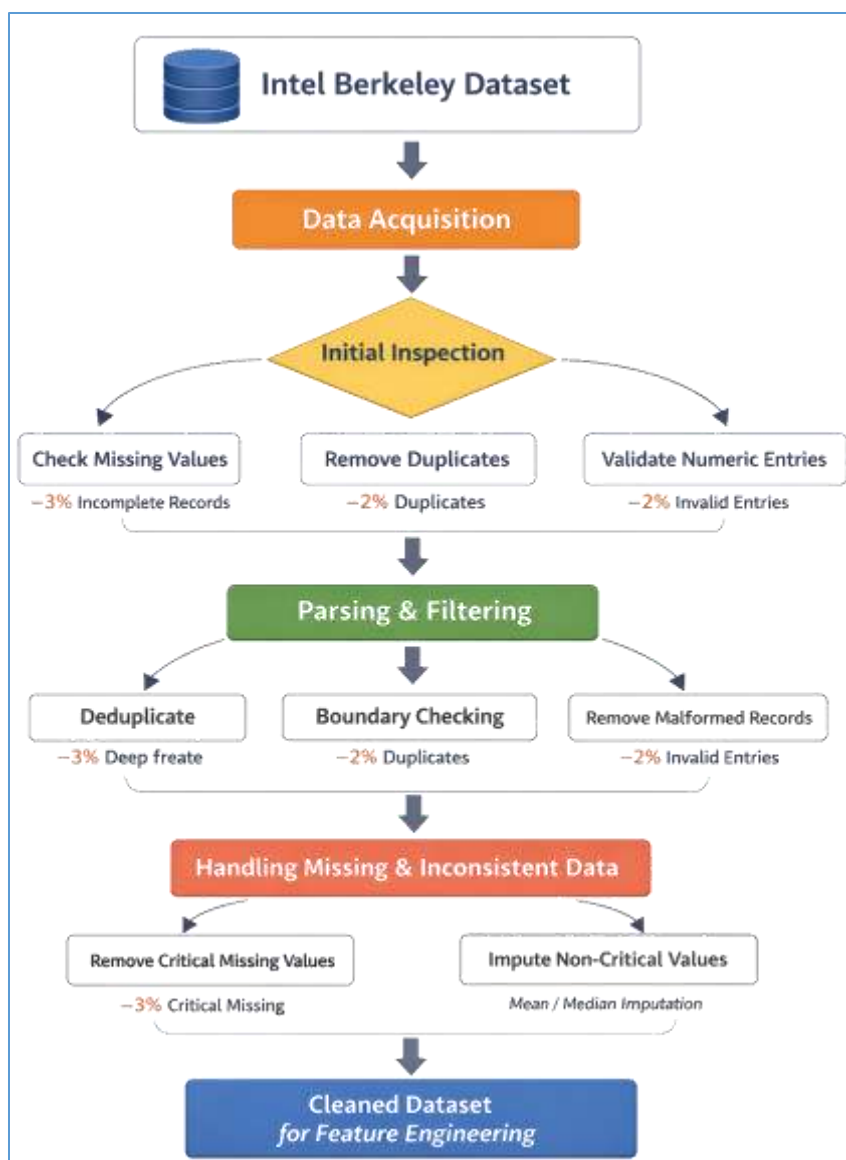 Intel Berkeley Dataset
Data Acquisition
Initial Inspection
Check Missing Values
Remove Duplicates
Validate Numeric Entries
−3% Incomplete Records
−2% Duplicates
−2% Invalid Entries
Parsing & Filtering
Deduplicate
Boundary Checking
Remove Malformed Records
−3% Deep freate
−2% Duplicates
−2% Invalid Entries
Handling Missing & Inconsistent Data
Remove Critical Missing Values
Impute Non-Critical Values
−3% Critical Missing
Mean / Median Imputation
Cleaned Dataset
for Feature Engineering